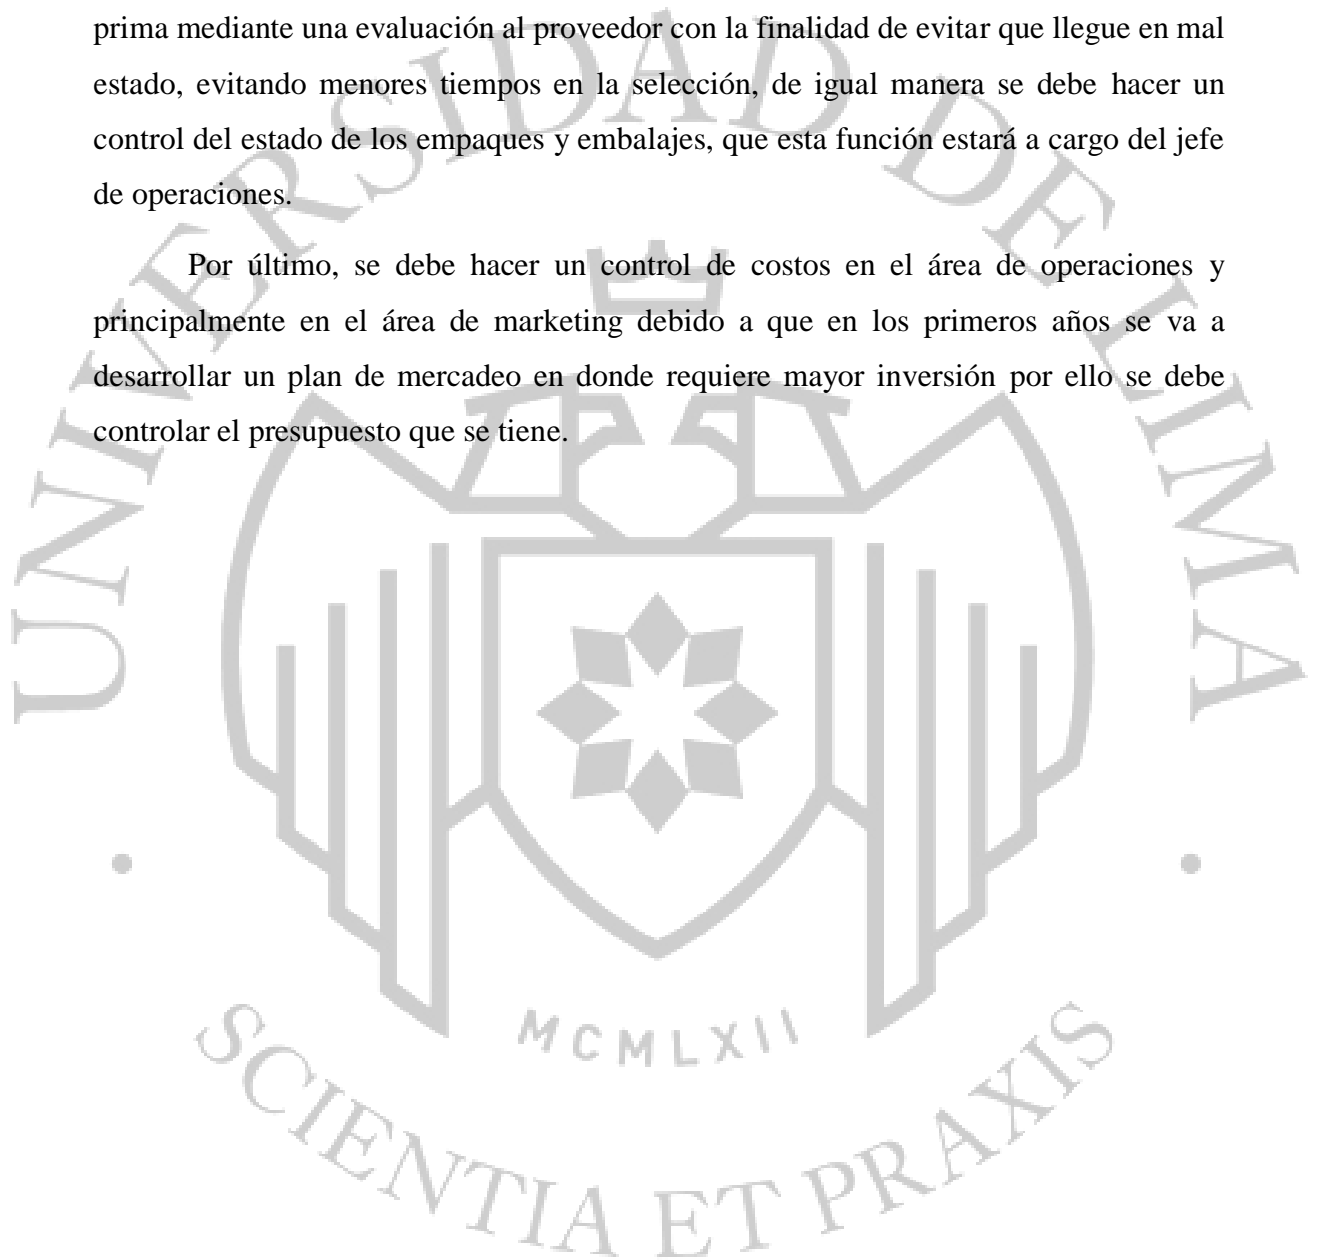 prima mediante una evaluación al proveedor con la finalidad de evitar que llegue en mal
estado, evitando menores tiempos en la selección, de igual manera se debe hacer un
control del estado de los empaques y embalajes, que esta función estará a cargo del jefe
de operaciones.
Por último, se debe hacer un control de costos en el área de operaciones y
principalmente en el área de marketing debido a que en los primeros años se va a
desarrollar un plan de mercadeo en donde requiere mayor inversión por ello se debe
controlar el presupuesto que se tiene.
UNIVERSIDAD DE LIMA
MCMLXII
SCIENTIA ET PRAXIS